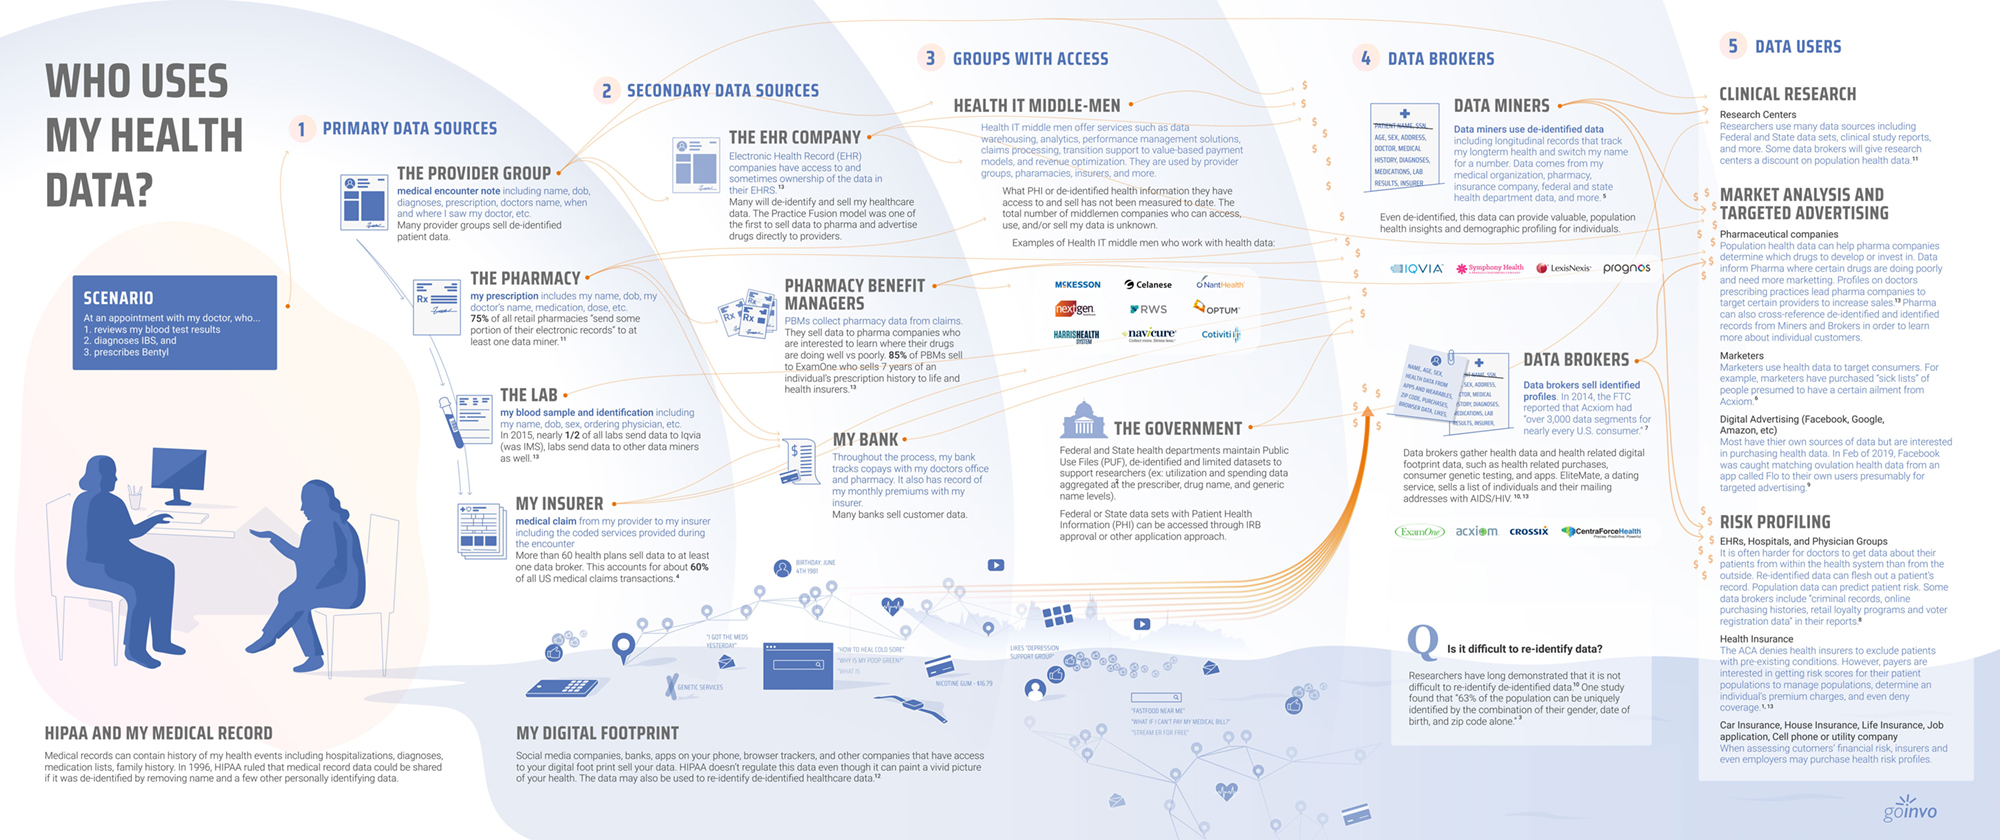 WHO USES
MY HEALTH
DATA?
SCENARIO
At an appointment with my doctor, who...
1. reviews my blood test results
2. diagnoses IBS, and
3. prescribes Bentyl
HIPAA AND MY MEDICAL RECORD
Medical records can contain history of my health events including hospitalizations, diagnoses,
medication lists, family history. In 1996, HIPAA ruled that medical record data could be shared
if it was de-identified by removing name and a few other personally identifying data.
1 PRIMARY DATA SOURCES
THE PROVIDER GROUP
medical encounter note including name, dob,
diagnoses, prescription, doctors name, when
and where I saw my doctor, etc.
Many provider groups sell de-identified
patient data.
THE PHARMACY
Rx
my prescription includes my name, dob, my
doctor's name, medication, dose, etc.
75% of all retail pharmacies "send some
portion of their electronic records" to at
least one data miner. 11
THE LAB
my blood sample and identification including
my name, dob, sex, ordering physician, etc.
In 2015, nearly 1/2 of all labs send data to Iqvia
(was IMS), labs send data to other data miners
as well. 13
MY INSURER
medical claim from my provider to my insurer
including the coded services provided during
the encounter
More than 60 health plans sell data to at least
one data broker. This accounts for about 60%
of all US medical claims transactions.4
2 SECONDARY DATA SOURCES
THE EHR COMPANY
Electronic Health Record (EHR)
companies have access to and
sometimes ownership of the data in
their EHRS.13
Many will de-identify and sell my healthcare
data. The Practice Fusion model was one of
the first to sell data to pharma and advertise
drugs directly to providers.
PHARMACY BENEFIT
MANAGERS
Rx
Rx
Rx
PBMs collect pharmacy data from claims.
They sell data to pharma companies who
are interested to learn where their drugs
are doing well vs poorly. 85% of PBMs sell
to ExamOne who sells 7 years of an
individual's prescription history to life and
health insurers.13
MY BANK
$
Throughout the process, my bank
tracks copays with my doctors office
and pharmacy. It also has record of
my monthly premiums with my
insurer.
Many banks sell customer data.
3 GROUPS WITH ACCESS
HEALTH IT MIDDLE-MEN
Health IT middle men offer services such as data
warehousing, analytics, performance management solutions,
claims processing, transition support to value-based payment
models, and revenue optimization. They are used by provider
groups, pharamacies, insurers, and more.
What PHI or de-identified health information they have
access to and sell has not been measured to date. The
total number of middlemen companies who can access,
use, and/or sell my data is unknown.
Examples of Health IT middle men who work with health data:
MCKESSON Celanese NantHealth
nextgen RWS OPTUM
HARRISHEALTH SYSTEM navicure Cotiviti
THE GOVERNMENT
Federal and State health departments maintain Public
Use Files (PUF), de-identified and limited datasets to
support researchers (ex: utilization and spending data
aggregated at the prescriber, drug name, and generic
name levels).
Federal or State data sets with Patient Health
Information (PHI) can be accessed through IRB
approval or other application approach.
4 DATA BROKERS
DATA MINERS
PATIENT NAME, SSN,
AGE, SEX, ADDRESS,
DOCTOR, MEDICAL
HISTORY, DIAGNOSES,
MEDICATIONS, LAB
RESULTS, INSURER
Data miners use de-identified data
including longitudinal records that track
my longterm health and switch my name
for a number. Data comes from my
medical organization, pharmacy,
insurance company, federal and state
health department data, and more. 5
Even de-identified, this data can provide valuable, population
health insights and demographic profiling for individuals.
IQVIA Symphony Health LexisNexis prognos
DATA BROKERS
NAME, AGE, SEX,
HEALTH DATA FROM
APPS AND WEARABLES,
ZIP CODE, PURCHASES,
BROWSER DATA, LIKES,
Data brokers sell identified
profiles. In 2014, the FTC
reported that Acxiom had
"over 3,000 data segments for
nearly every U.S. consumer." 7
Data brokers gather health data and health related digital
footprint data, such as health related purchases,
consumer genetic testing, and apps. EliteMate, a dating
service, sells a list of individuals and their mailing
addresses with AIDS/HIV. 10, 13
ExamOne acxiom CROSSIX CentraForceHealth
Q Is it difficult to re-identify data?
Researchers have long demonstrated that it is not
difficult to re-identify de-identified data.10 One study
found that "63% of the population can be uniquely
identified by the combination of their gender, date of
birth, and zip code alone." 3
5 DATA USERS
CLINICAL RESEARCH
Research Centers
Researchers use many data sources including
Federal and State data sets, clinical study reports,
and more. Some data brokers will give research
centers a discount on population health data.11
MARKET ANALYSIS AND
TARGETED ADVERTISING
Pharmaceutical companies
Population health data can help pharma companies
determine which drugs to develop or invest in. Data
inform Pharma where certain drugs are doing poorly
and need more marketting. Profiles on doctors
prescribing practices lead pharma companies to
target certain providers to increase sales.13 Pharma
can also cross-reference de-identified and identified
records from Miners and Brokers in order to learn
more about individual customers.
Marketers
Marketers use health data to target consumers. For
example, marketers have purchased "sick lists" of
people presumed to have a certain ailment from
Acxiom.6
Digital Advertising (Facebook, Google,
Amazon, etc)
Most have thier own sources of data but are interested
in purchasing health data. In Feb of 2019, Facebook
was caught matching ovulation health data from an
app called Flo to their own users presumably for
targeted advertising.9
RISK PROFILING
EHRs, Hospitals, and Physician Groups
It is often harder for doctors to get data about their
patients from within the health system than from the
outside. Re-identified data can flesh out a patient's
record. Population data can predict patient risk. Some
data brokers include "criminal records, online
purchasing histories, retail loyalty programs and voter
registration data" in their reports.8
Health Insurance
The ACA denies health insurers to exclude patients
with pre-existing conditions. However, payers are
interested in getting risk scores for their patient
populations to manage populations, determine an
individual's premium charges, and even deny
coverage.1, 13
Car Insurance, House Insurance, Life Insurance, Job
application, Cell phone or utility company
When assessing cutomers' financial risk, insurers and
even employers may purchase health risk profiles.
MY DIGITAL FOOTPRINT
Social media companies, banks, apps on your phone, browser trackers, and other companies that have access
to your digital foot print sell your data. HIPAA doesn't regulate this data even though it can paint a vivid picture
of your health. The data may also be used to re-identify de-identified healthcare data.12
BIRTHDAY: JUNE
6TH 1981
"I GOT THE MEDS
YESTERDAY"
GENETIC SERVICES
"HOW TO HEAL COLD SORE"
"WHY IS MY POOP GREEN?"
"WHAT IS
NICOTINE GUM - $16.79
LIKES "DEPRESSION
SUPPORT GROUP"
"FASTFOOD NEAR ME"
"WHAT IF I CAN'T PAY MY MEDICAL BILL?"
"STREAM ER FOR FREE"
goinvo